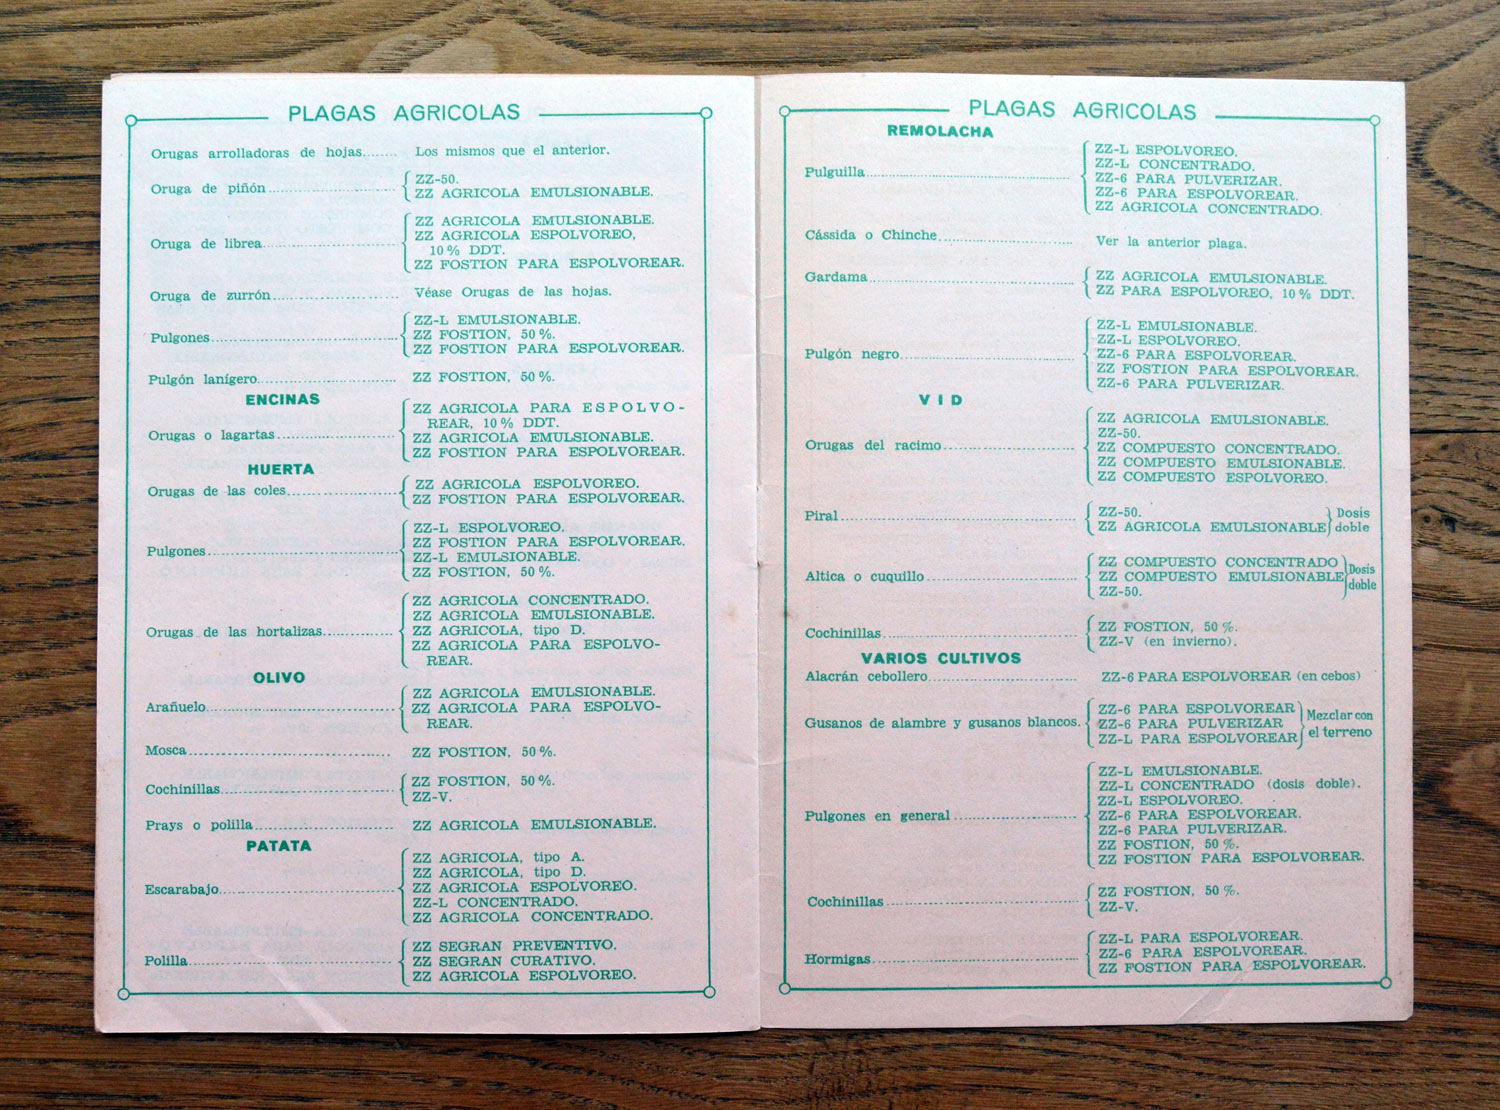 PLAGAS AGRICOLAS
Orugas arrolladoras de hojas....... Los mismos que el anterior.
Oruga de piñón
ZZ-50.
ZZ AGRICOLA EMULSIONABLE.
Oruga de librea
ZZ AGRICOLA EMULSIONABLE.
ZZ AGRICOLA ESPOLVOREO,
10 % DDT.
ZZ FOSTION PARA ESPOLVOREAR.
Oruga de zurrón
Véase Orugas de las hojas.
Pulgones
ZZ-L EMULSIONABLE.
ZZ FOSTION, 50 %.
ZZ FOSTION PARA ESPOLVOREAR.
Pulgón lanígero
ZZ FOSTION, 50 %.
ENCINAS
Orugas o lagartas
ZZ AGRICOLA PARA ESPOLVO-
REAR, 10 % DDT.
ZZ AGRICOLA EMULSIONABLE.
ZZ FOSTION PARA ESPOLVOREAR.
HUERTA
Orugas de las coles
ZZ AGRICOLA ESPOLVOREO.
ZZ FOSTION PARA ESPOLVOREAR.
Pulgones
ZZ-L ESPOLVOREO.
ZZ FOSTION PARA ESPOLVOREAR.
ZZ-L EMULSIONABLE.
ZZ FOSTION, 50 %.
Orugas de las hortalizas
ZZ AGRICOLA CONCENTRADO.
ZZ AGRICOLA EMULSIONABLE.
ZZ AGRICOLA, tipo D.
ZZ AGRICOLA PARA ESPOLVO-
REAR.
OLIVO
Arañuelo
ZZ AGRICOLA EMULSIONABLE.
ZZ AGRICOLA PARA ESPOLVO-
REAR.
Mosca
ZZ FOSTION, 50 %.
Cochinillas
ZZ FOSTION, 50 %.
ZZ-V.
Prays o polilla
ZZ AGRICOLA EMULSIONABLE.
PATATA
Escarabajo
ZZ AGRICOLA, tipo A.
ZZ AGRICOLA, tipo D.
ZZ AGRICOLA ESPOLVOREO.
ZZ-L CONCENTRADO.
ZZ AGRICOLA CONCENTRADO.
Polilla
ZZ SEGRAN PREVENTIVO.
ZZ SEGRAN CURATIVO.
ZZ AGRICOLA ESPOLVOREO.
PLAGAS AGRICOLAS
REMOLACHA
Pulguilla
ZZ-L ESPOLVOREO.
ZZ-L CONCENTRADO.
ZZ-6 PARA PULVERIZAR.
ZZ-6 PARA ESPOLVOREAR.
ZZ AGRICOLA CONCENTRADO.
Cássida o Chinche
Ver la anterior plaga.
Gardama
ZZ AGRICOLA EMULSIONABLE.
ZZ PARA ESPOLVOREO, 10 % DDT.
Pulgón negro
ZZ-L EMULSIONABLE.
ZZ-L ESPOLVOREO.
ZZ-6 PARA ESPOLVOREAR.
ZZ FOSTION PARA ESPOLVOREAR.
ZZ-6 PARA PULVERIZAR.
VID
Orugas del racimo
ZZ AGRICOLA EMULSIONABLE.
ZZ-50.
ZZ COMPUESTO CONCENTRADO.
ZZ COMPUESTO EMULSIONABLE.
ZZ COMPUESTO ESPOLVOREO.
Piral
ZZ-50.
ZZ AGRICOLA EMULSIONABLE
Dosis
doble
Altica o cuquillo
ZZ COMPUESTO CONCENTRADO
ZZ COMPUESTO EMULSIONABLE
ZZ-50.
Dosis
doble
Cochinillas
ZZ FOSTION, 50 %.
ZZ-V (en invierno).
VARIOS CULTIVOS
Alacrán cebollero
ZZ-6 PARA ESPOLVOREAR (en cebos)
Gusanos de alambre y gusanos blancos.
ZZ-6 PARA ESPOLVOREAR
ZZ-6 PARA PULVERIZAR
ZZ-L PARA ESPOLVOREAR
Mezclar con
el terreno
Pulgones en general
ZZ-L EMULSIONABLE.
ZZ-L CONCENTRADO (dosis doble).
ZZ-L ESPOLVOREO.
ZZ-6 PARA ESPOLVOREAR.
ZZ-6 PARA PULVERIZAR.
ZZ FOSTION, 50 %.
ZZ FOSTION PARA ESPOLVOREAR.
Cochinillas
ZZ FOSTION, 50 %.
ZZ-V.
Hormigas
ZZ-L PARA ESPOLVOREAR.
ZZ-6 PARA ESPOLVOREAR.
ZZ FOSTION PARA ESPOLVOREAR.